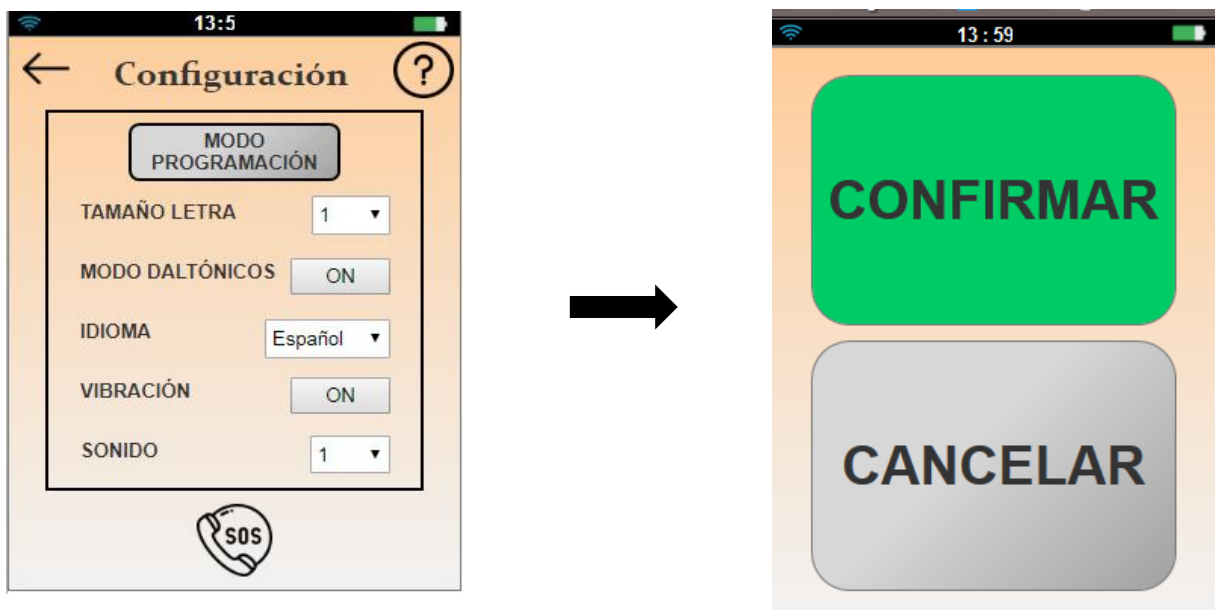 13:5
Configuración
?
MODO
PROGRAMACIÓN
TAMAÑO LETRA
1
MODO DALTÓNICOS
ON
IDIOMA
Español
VIBRACIÓN
ON
SONIDO
1
SOS
13 : 59
CONFIRMAR
CANCELAR